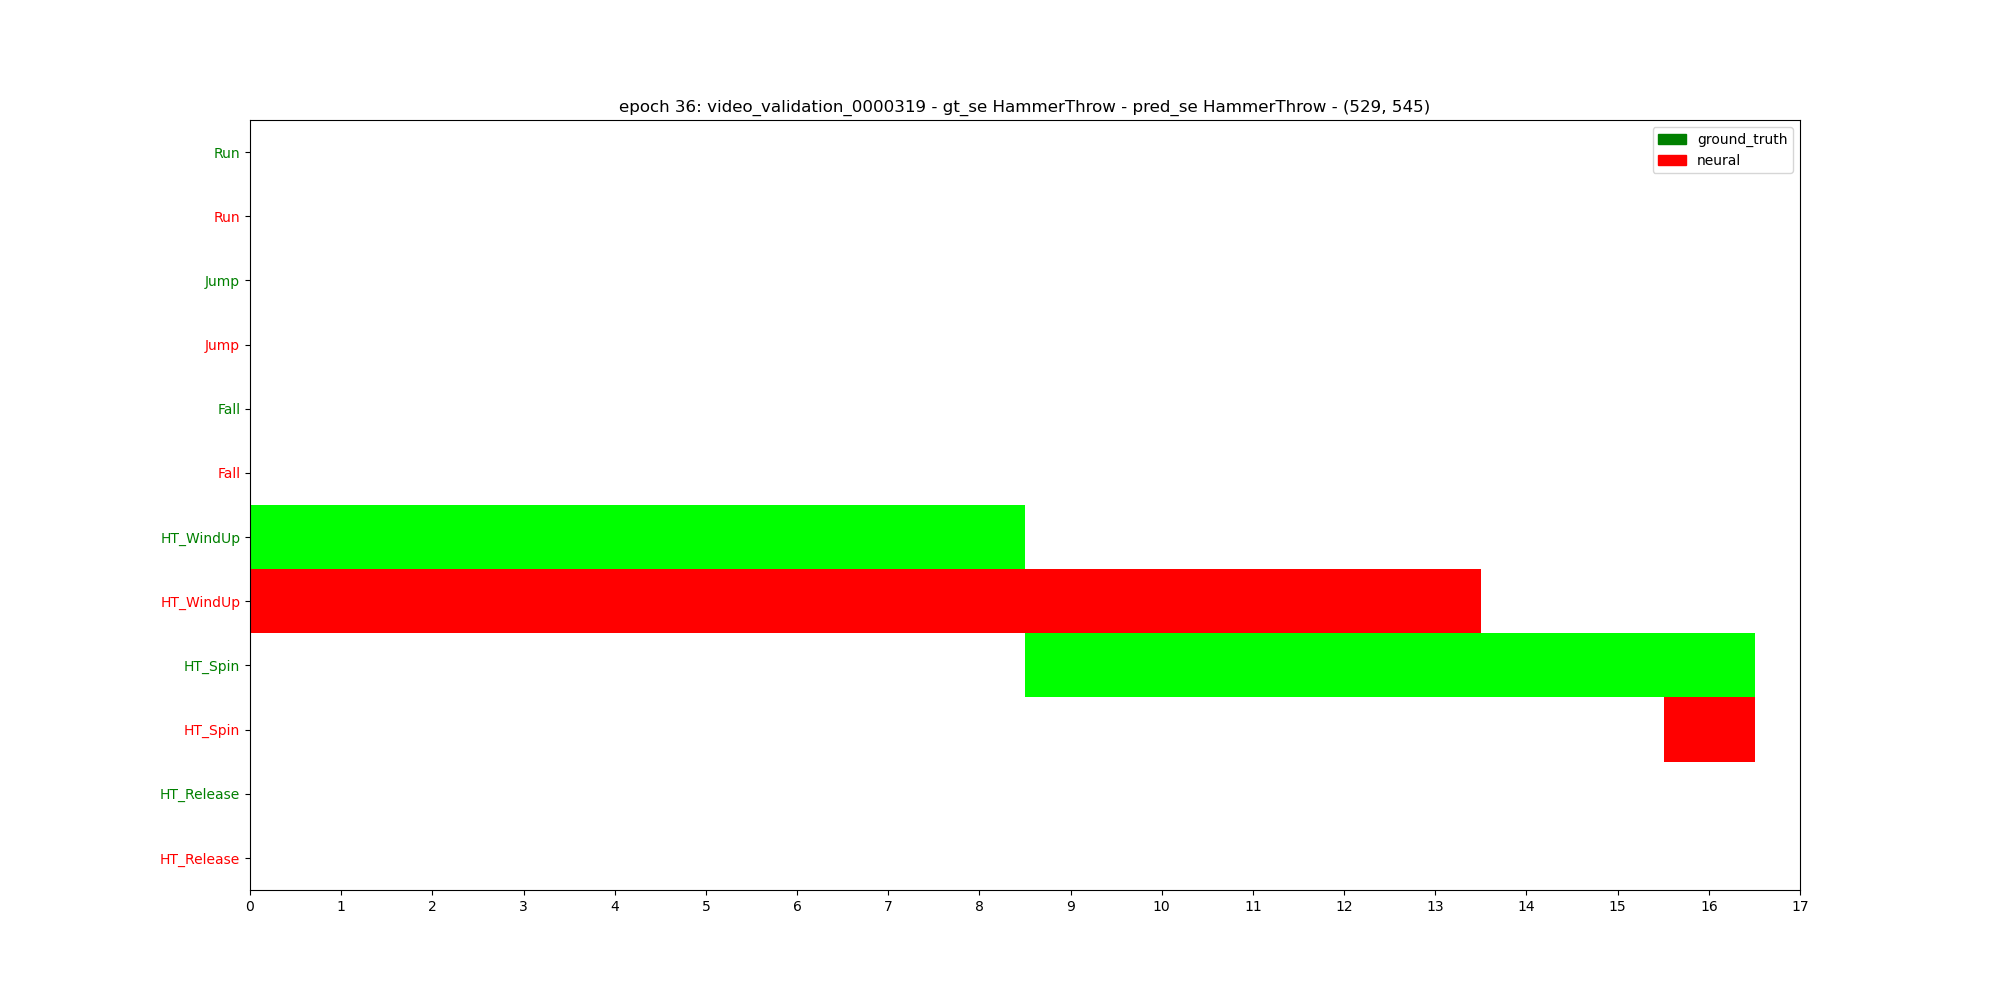 epoch 36: video_validation_0000319 - gt_se HammerThrow - pred_se HammerThrow - (529, 545)
ground_truth
neural
Run
Run
Jump
Jump
Fall
Fall
HT_WindUp
HT_WindUp
HT_Spin
HT_Spin
HT_Release
HT_Release
0 1 2 3 4 5 6 7 8 9 10 11 12 13 14 15 16 17